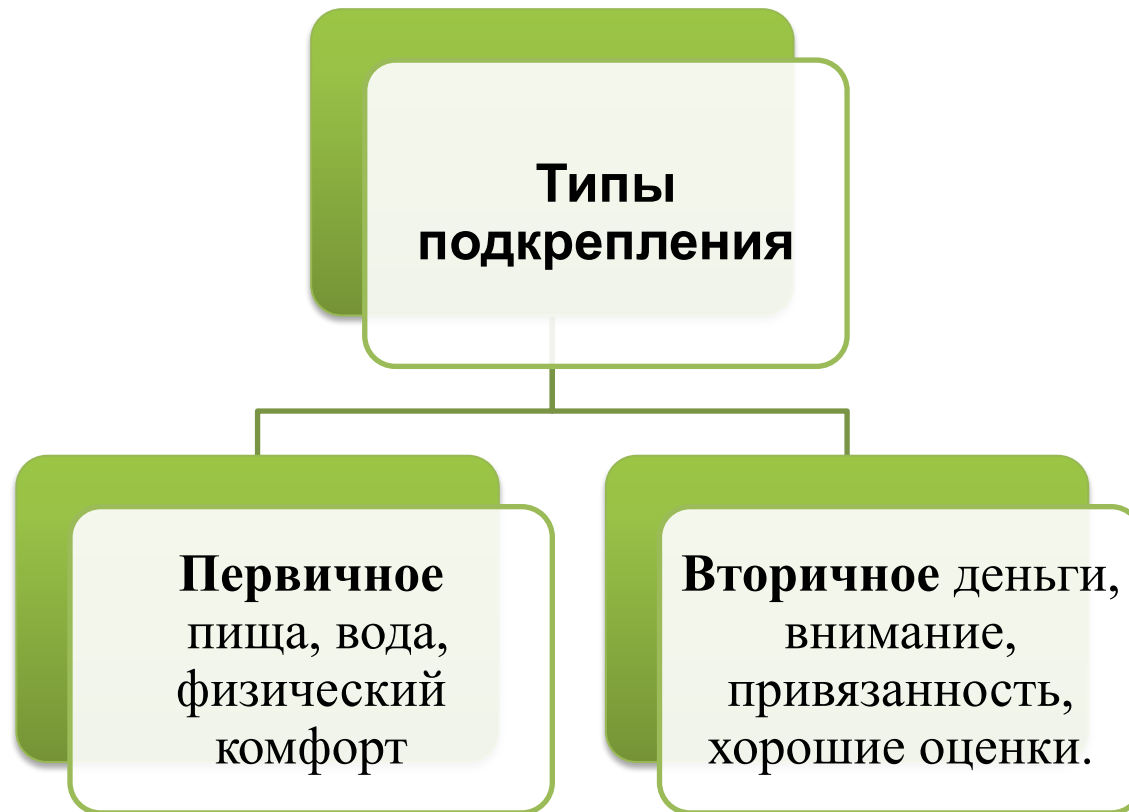 Типы
подкрепления
Первичное
пища, вода,
физический
комфорт
Вторичное деньги,
внимание,
привязанность,
хорошие оценки.